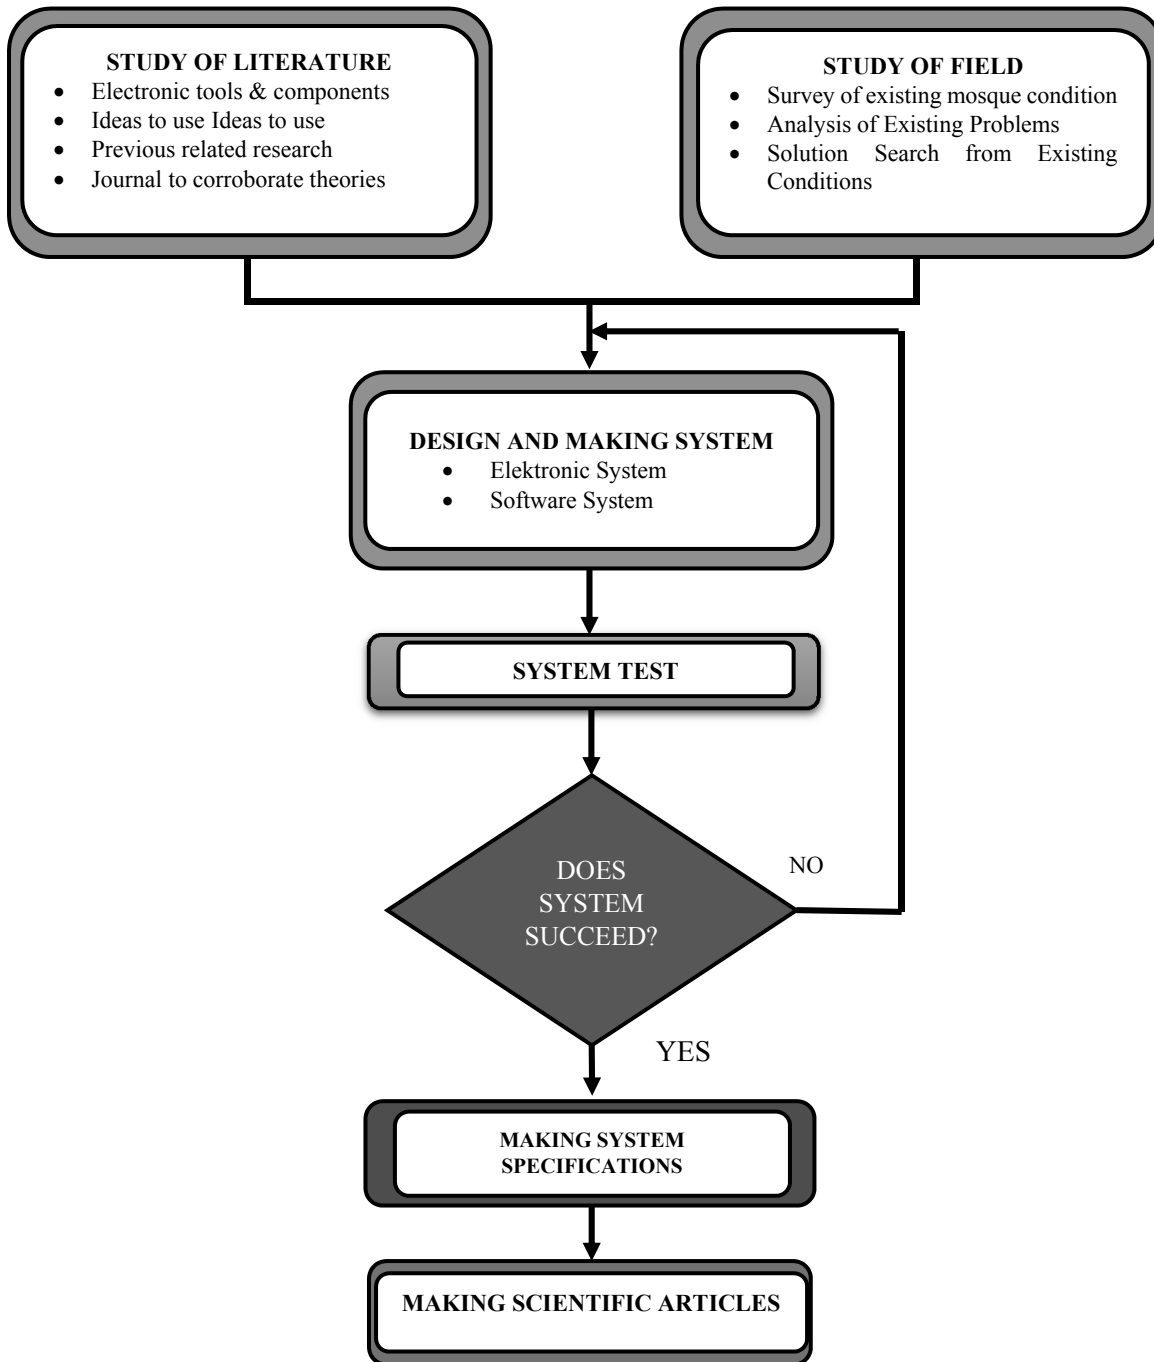 STUDY OF LITERATURE
• Electronic tools & components
• Ideas to use Ideas to use
• Previous related research
• Journal to corroborate theories
STUDY OF FIELD
• Survey of existing mosque condition
• Analysis of Existing Problems
• Solution Search from Existing
Conditions
DESIGN AND MAKING SYSTEM
• Elektronic System
• Software System
SYSTEM TEST
DOES
SYSTEM
SUCCEED?
NO
YES
MAKING SYSTEM
SPECIFICATIONS
MAKING SCIENTIFIC ARTICLES